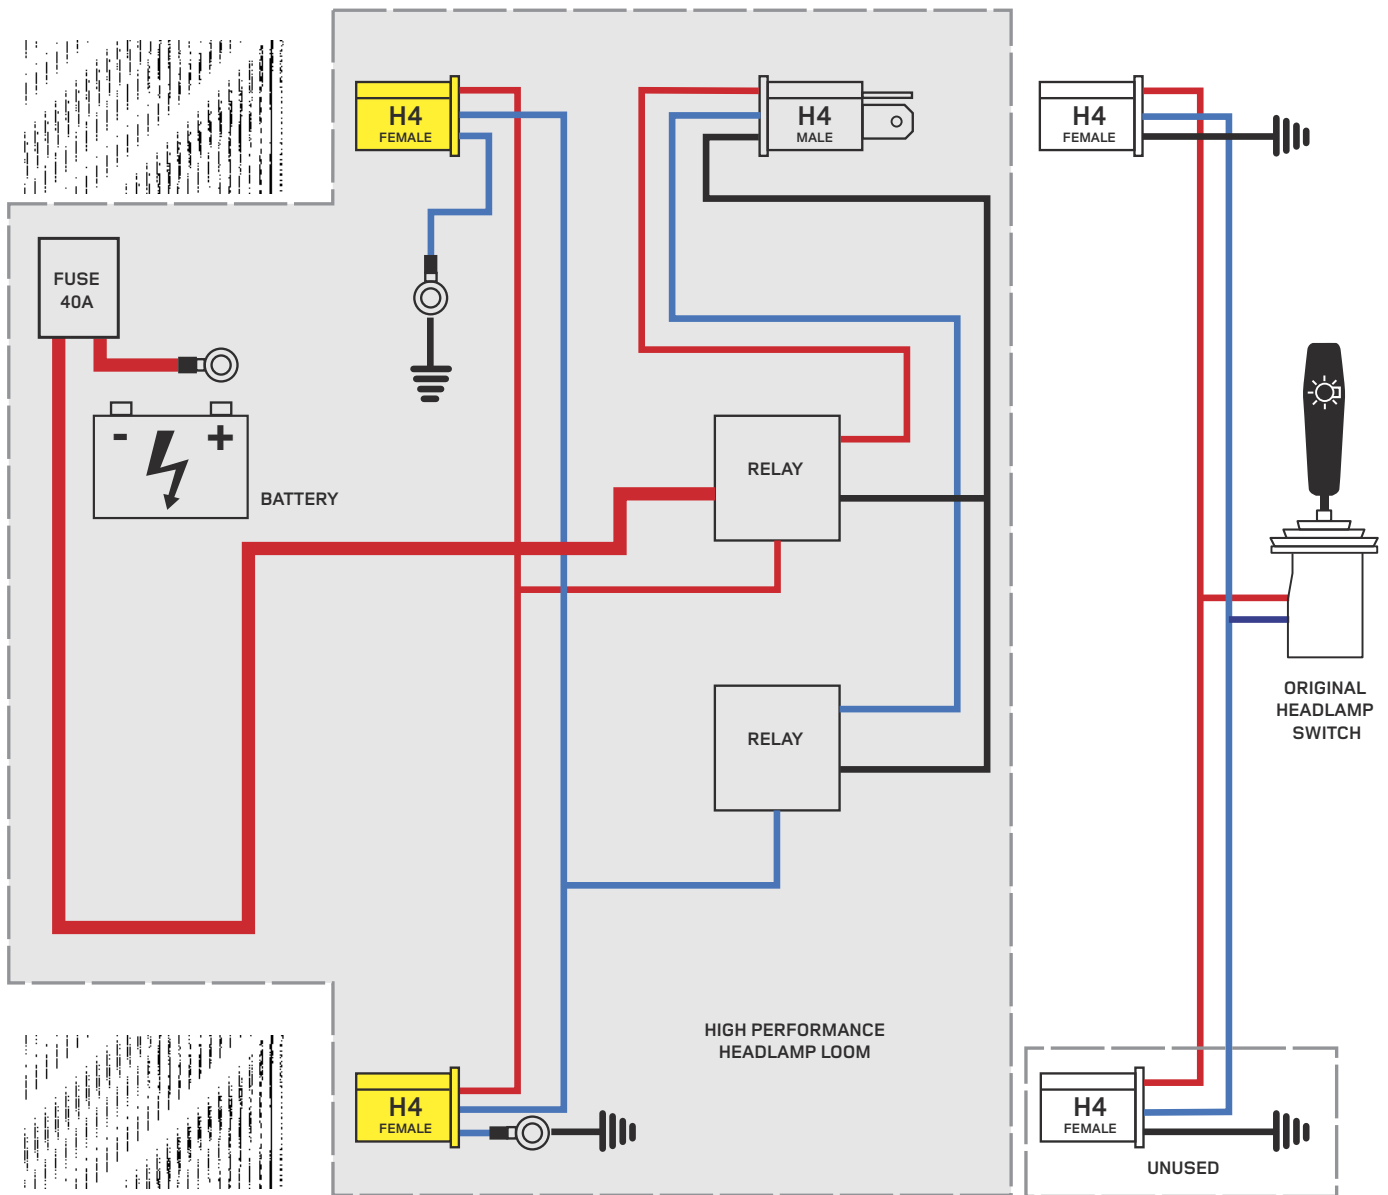 H4
FEMALE
H4
MALE
H4
FEMALE
FUSE
40A
-
+
BATTERY
RELAY
RELAY
ORIGINAL
HEADLAMP
SWITCH
HIGH PERFORMANCE
HEADLAMP LOOM
H4
FEMALE
H4
FEMALE
UNUSED